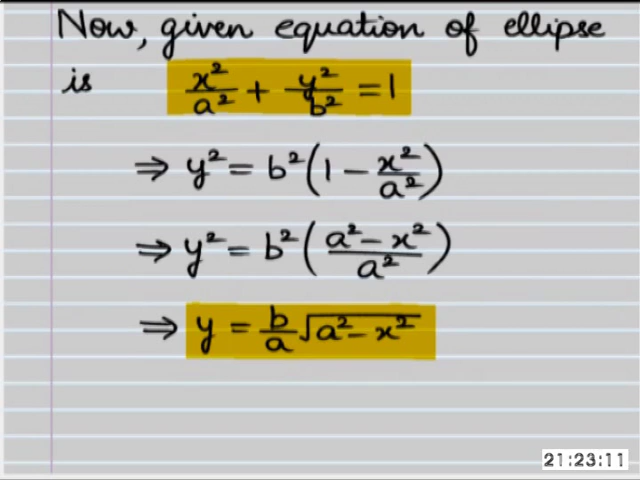 Now, given equation of ellipse
is x²/a² + y²/b² = 1
⇒ y² = b²(1 − x²/a²)
⇒ y² = b²((a² − x²)/a²)
⇒ y = b/a √(a² − x²)
21:23:11